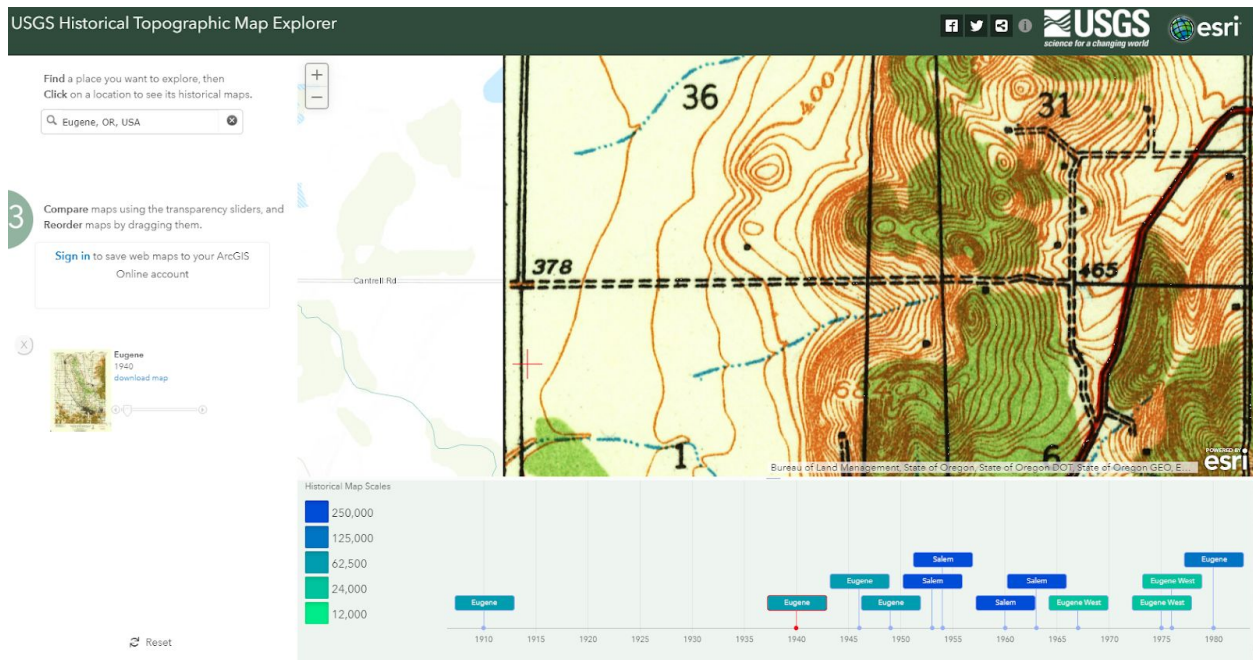 USGS Historical Topographic Map Explorer
USGS
science for a changing world
esri
Find a place you want to explore, then
Click on a location to see its historical maps.
Eugene, OR, USA
3
Compare maps using the transparency sliders, and
Reorder maps by dragging them.
Sign in to save web maps to your ArcGIS
Online account
X
Eugene
1940
download map
Reset
+
−
36
400
31
378
465
Cantrell Rd
1
6
Bureau of Land Management, State of Oregon, State of Oregon DOT, State of Oregon GEO, E...
POWERED BY
esri
Historical Map Scales
250,000
125,000
62,500
24,000
12,000
Salem
Eugene
Eugene
Salem
Salem
Eugene West
Eugene
Eugene
Eugene
Salem
Eugene West
Eugene West
1910 1915 1920 1925 1930 1935 1940 1945 1950 1955 1960 1965 1970 1975 1980